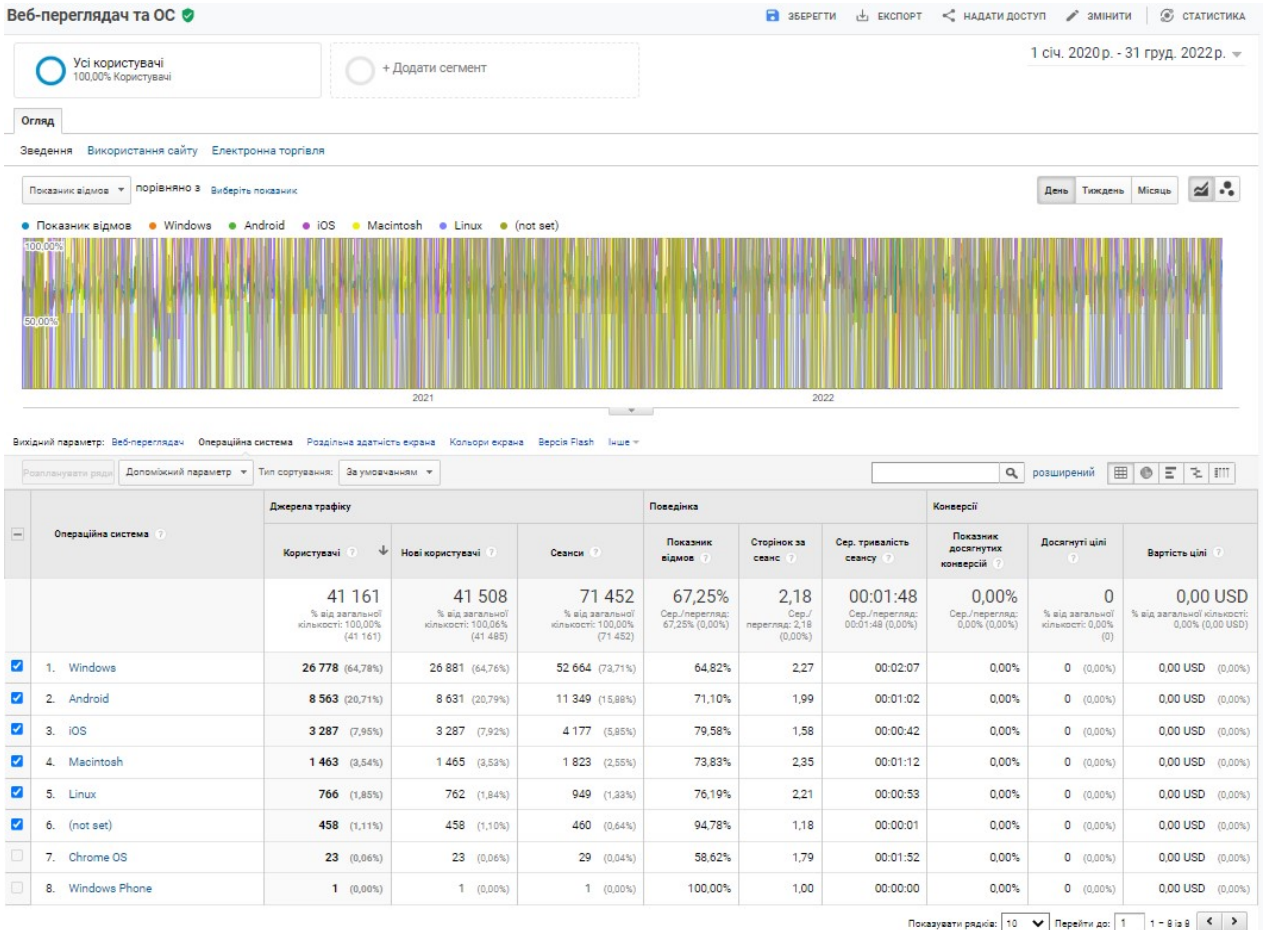 Веб-переглядач та ОС
ЗБЕРЕГТИ ЕКСПОРТ НАДАТИ ДОСТУП ЗМІНИТИ СТАТИСТИКА
1 січ. 2020 р. - 31 груд. 2022 р.
Усі користувачі
100,00% Користувачі
+ Додати сегмент
Огляд
Зведення Використання сайту Електронна торгівля
Показник відмов порівняно з Виберіть показник
День Тиждень Місяць
Показник відмов Windows Android iOS Macintosh Linux (not set)
100,00%
50,00%
2021 2022
Вихідний параметр: Веб-переглядач Операційна система Роздільна здатність екрана Кольори екрана Версія Flash Інше
Розпланувати ряди Допоміжний параметр Тип сортування: За умовчанням розширений
Джерела трафіку Поведінка Конверсії
Операційна система ? Користувачі ? Нові користувачі ? Сеанси ? Показник відмов ? Сторінок за сеанс ? Сер. тривалість сеансу ? Показник досягнутих конверсій ? Досягнуті цілі ? Вартість цілі ?
41 161 41 508 71 452 67,25% 2,18 00:01:48 0,00% 0 0,00 USD
% від загальної кількості: 100,00% (41 161) % від загальної кількості: 100,06% (41 485) % від загальної кількості: 100,00% (71 452) Сер./перегляд: 67,25% (0,00%) Сер./перегляд: 2,18 (0,00%) Сер./перегляд: 00:01:48 (0,00%) Сер./перегляд: 0,00% (0,00%) % від загальної кількості: 0,00% (0) % від загальної кількості: 0,00% (0,00 USD)
1. Windows 26 778 (64,78%) 26 881 (64,76%) 52 664 (73,71%) 64,82% 2,27 00:02:07 0,00% 0 (0,00%) 0,00 USD (0,00%)
2. Android 8 563 (20,71%) 8 631 (20,79%) 11 349 (15,88%) 71,10% 1,99 00:01:02 0,00% 0 (0,00%) 0,00 USD (0,00%)
3. iOS 3 287 (7,95%) 3 287 (7,92%) 4 177 (5,85%) 79,58% 1,58 00:00:42 0,00% 0 (0,00%) 0,00 USD (0,00%)
4. Macintosh 1 463 (3,54%) 1 465 (3,53%) 1 823 (2,55%) 73,83% 2,35 00:01:12 0,00% 0 (0,00%) 0,00 USD (0,00%)
5. Linux 766 (1,85%) 762 (1,84%) 949 (1,33%) 76,19% 2,21 00:00:53 0,00% 0 (0,00%) 0,00 USD (0,00%)
6. (not set) 458 (1,11%) 458 (1,10%) 460 (0,64%) 94,78% 1,18 00:00:01 0,00% 0 (0,00%) 0,00 USD (0,00%)
7. Chrome OS 23 (0,06%) 23 (0,06%) 29 (0,04%) 58,62% 1,79 00:01:52 0,00% 0 (0,00%) 0,00 USD (0,00%)
8. Windows Phone 1 (0,00%) 1 (0,00%) 1 (0,00%) 100,00% 1,00 00:00:00 0,00% 0 (0,00%) 0,00 USD (0,00%)
Показувати рядків: 10 Перейти до: 1 1 – 8 із 8